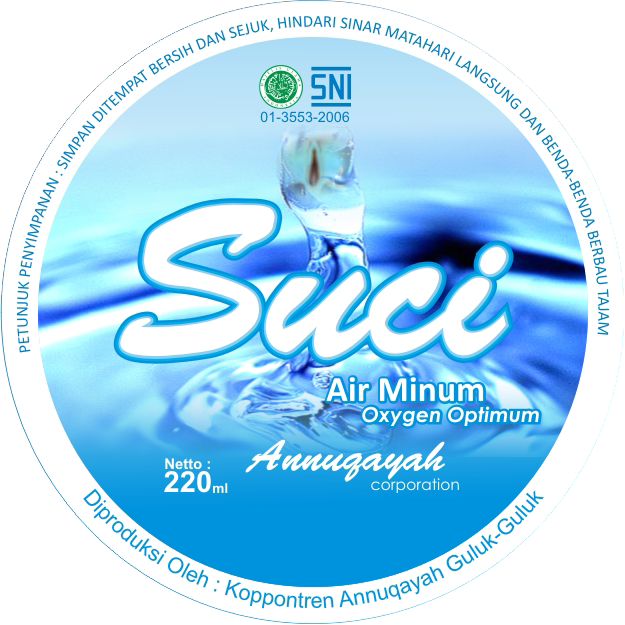 PETUNJUK PENYIMPANAN : SIMPAN DITEMPAT BERSIH DAN SEJUK, HINDARI SINAR MATAHARI LANGSUNG DAN BENDA-BENDA BERBAU TAJAM
SNI
01-3553-2006
Suci
Air Minum
Oxygen Optimum
Annuqayah
corporation
Netto :
220ml
Diproduksi Oleh : Koppontren Annuqayah Guluk-Guluk